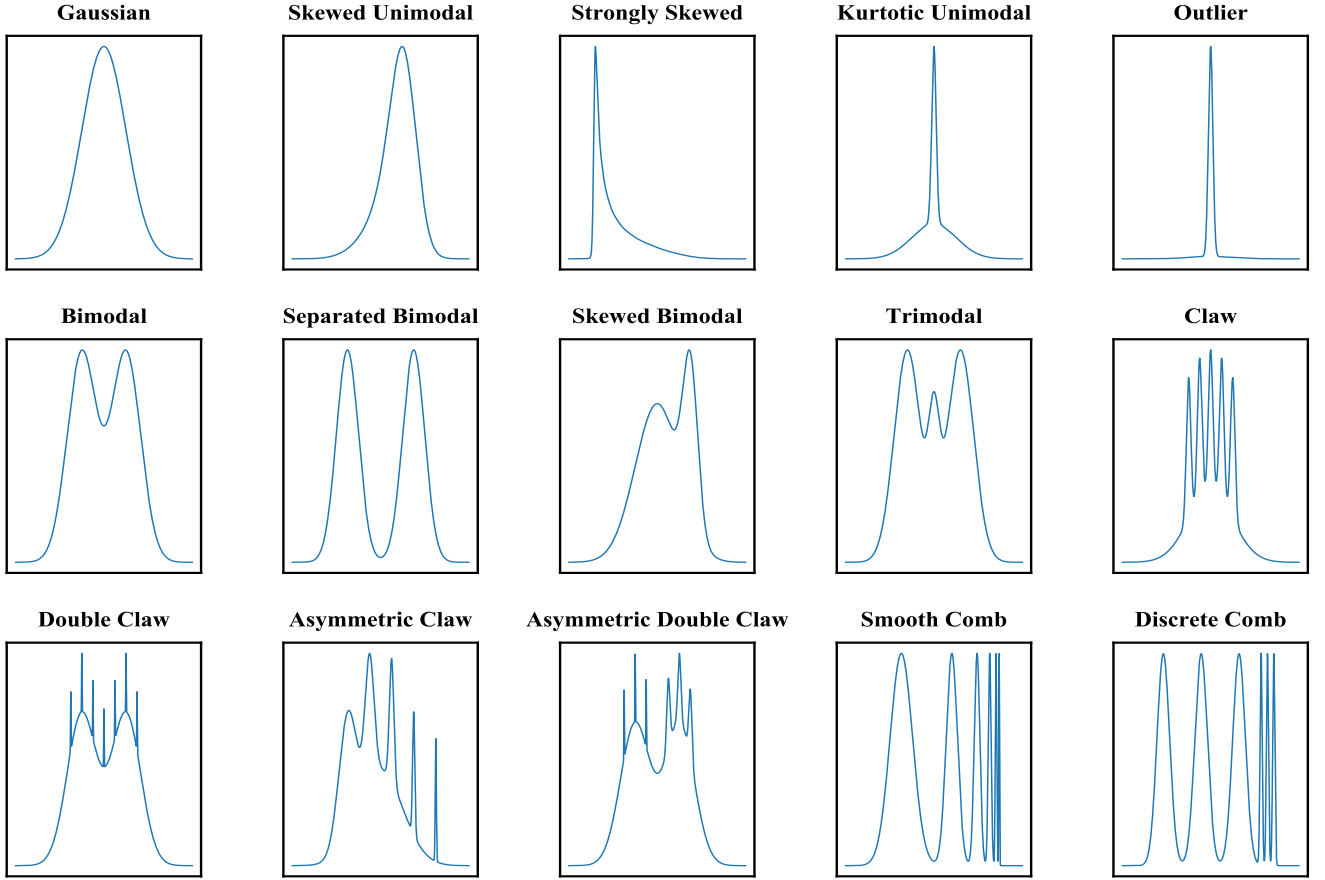 Gaussian
Skewed Unimodal
Strongly Skewed
Kurtotic Unimodal
Outlier
Bimodal
Separated Bimodal
Skewed Bimodal
Trimodal
Claw
Double Claw
Asymmetric Claw
Asymmetric Double Claw
Smooth Comb
Discrete Comb